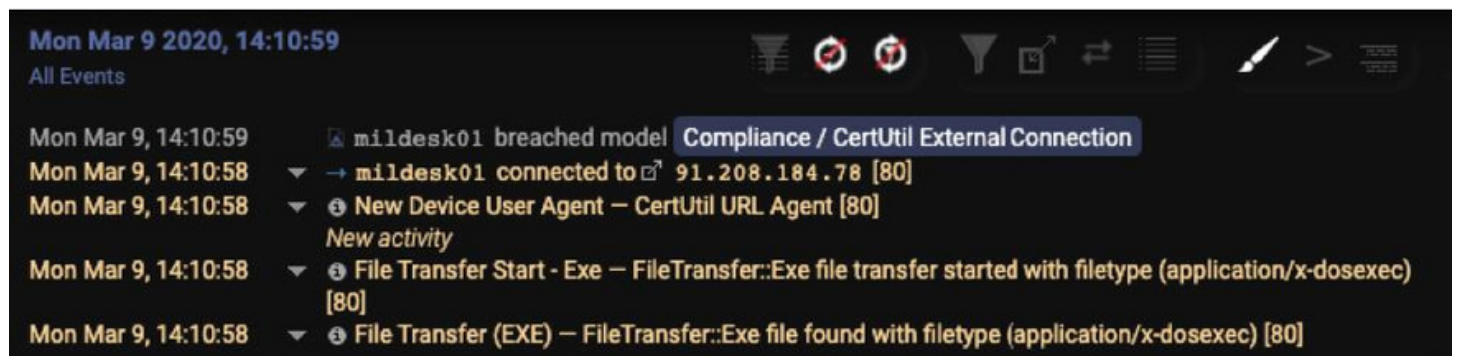 Mon Mar 9 2020, 14:10:59
All Events
Mon Mar 9, 14:10:59 mildesk01 breached model Compliance / CertUtil External Connection
Mon Mar 9, 14:10:58 → mildesk01 connected to 91.208.184.78 [80]
Mon Mar 9, 14:10:58 New Device User Agent — CertUtil URL Agent [80]
New activity
Mon Mar 9, 14:10:58 File Transfer Start - Exe — FileTransfer::Exe file transfer started with filetype (application/x-dosexec)
[80]
Mon Mar 9, 14:10:58 File Transfer (EXE) — FileTransfer::Exe file found with filetype (application/x-dosexec) [80]